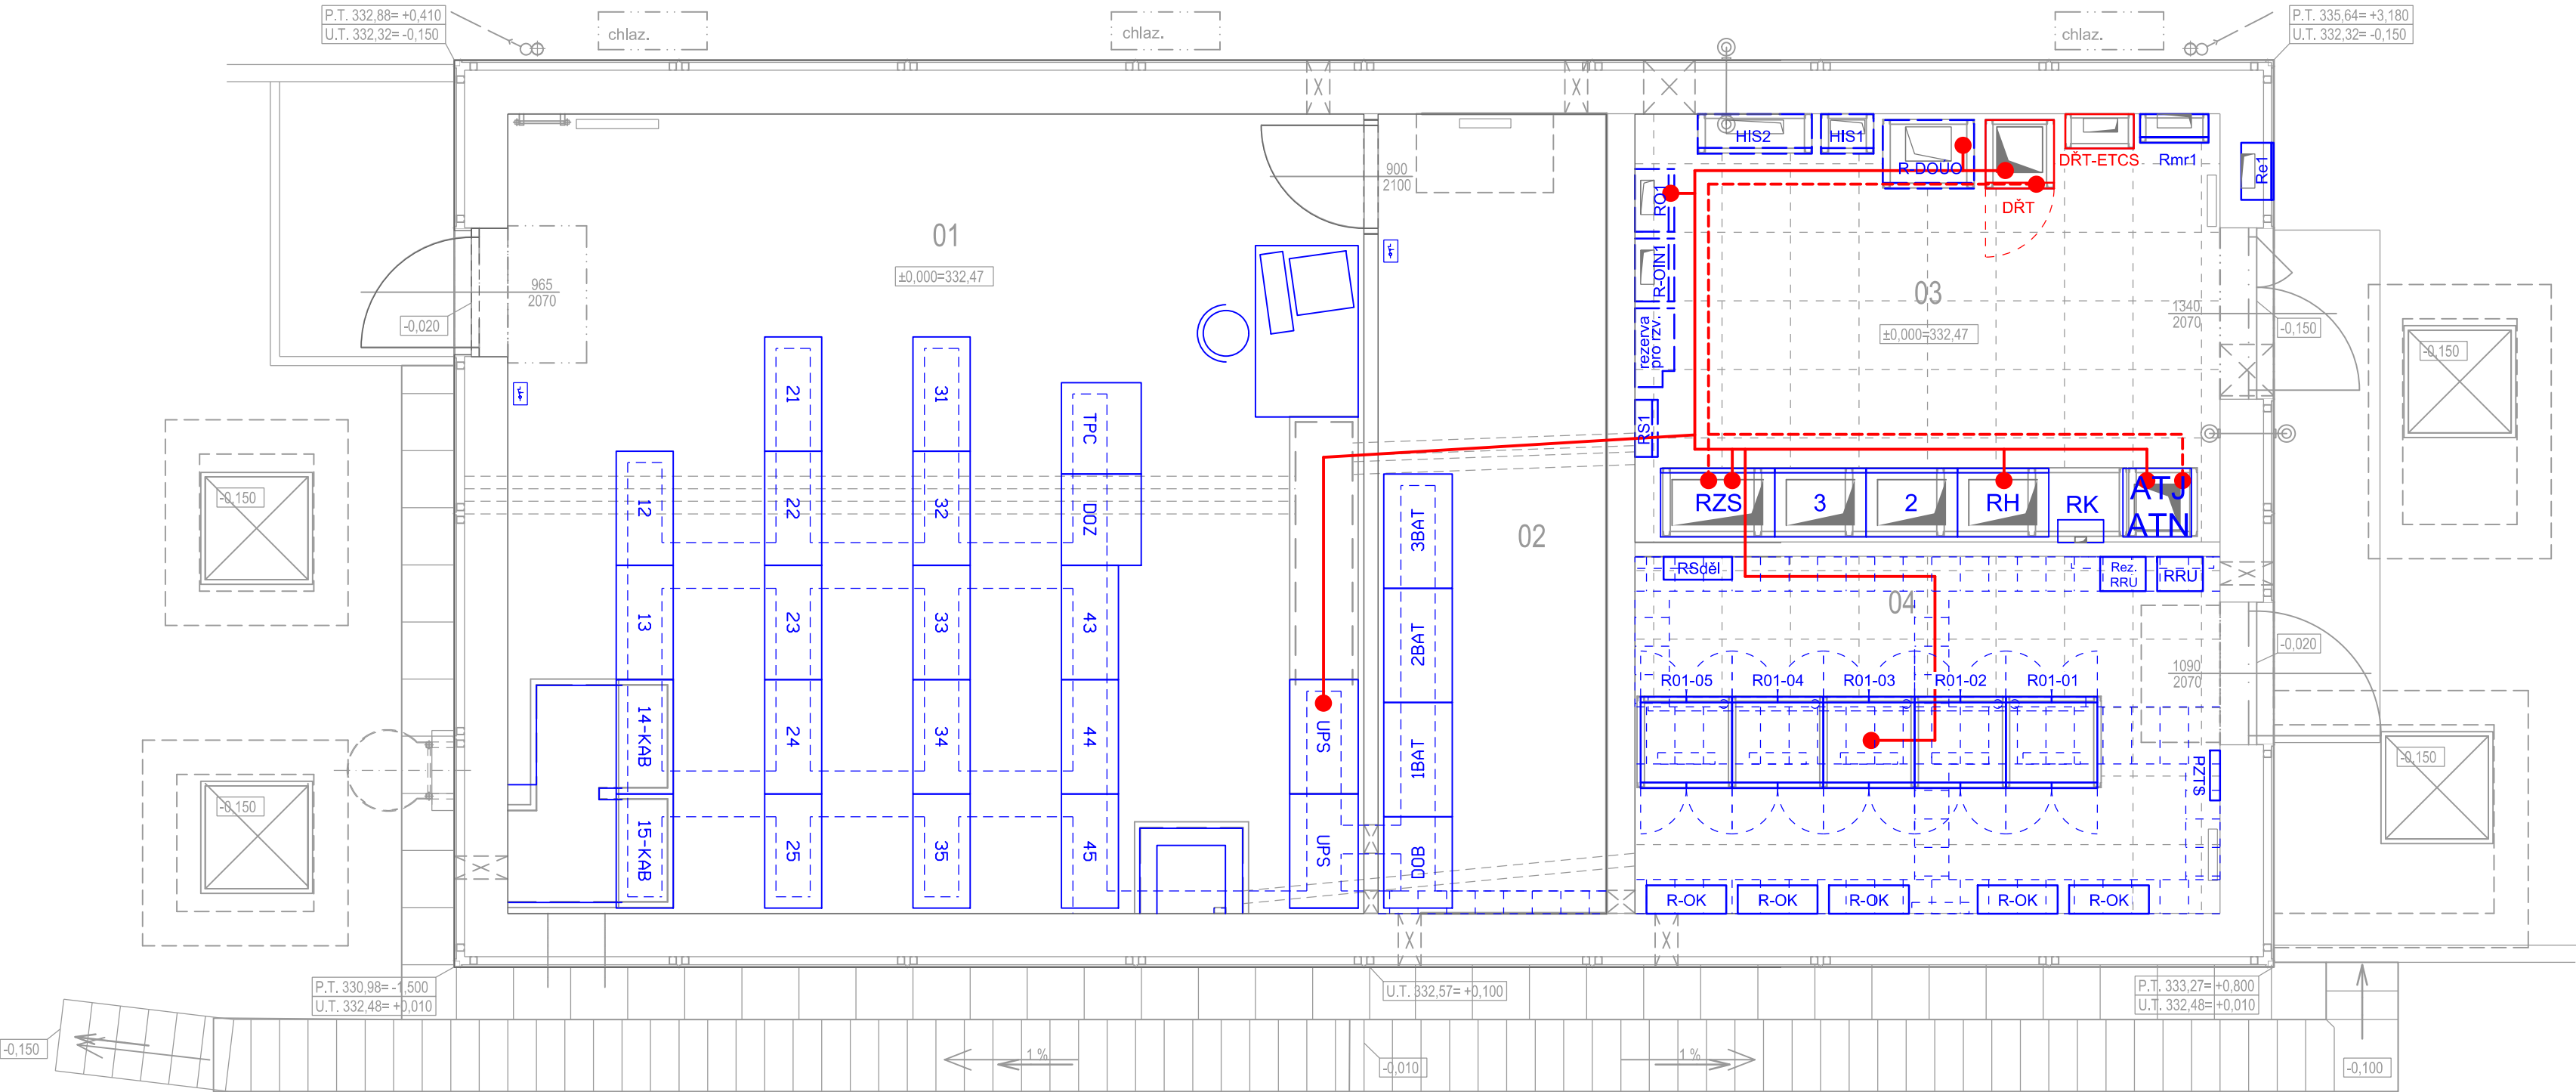 P.T. 332,88= +0,410
U.T. 332,32= -0,150
chlaz.
chlaz.
chlaz.
P.T. 335,64= +3,180
U.T. 332,32= -0,150
HIS2
HIS1
R-DOUO
DŘT-ETCS
Rmr1
Re1
DŘT
RO1
R-OIN1
rezerva
pro rzv.
RS1
900
2100
01
±0,000=332,47
965
2070
-0,020
03
±0,000=332,47
1340
2070
-0,150
-0,150
21
31
TPC
12
22
32
DOZ
-0,150
3BAT
02
RZS
3
2
RH
RK
ATJ
ATN
RSděl
Rez.
RRU
RRU
04
13
23
33
43
2BAT
R01-05
R01-04
R01-03
R01-02
R01-01
1090
2070
-0,020
14-KAB
24
34
44
UPS
1BAT
PZTS
-0,150
-0,150
15-KAB
25
35
45
UPS
DOB
R-OK
R-OK
R-OK
R-OK
R-OK
P.T. 330,98= -1,500
U.T. 332,48= +0,010
U.T. 332,57= +0,100
P.T. 333,27= +0,800
U.T. 332,48= +0,010
-0,150
1 %
-0,010
1 %
-0,100